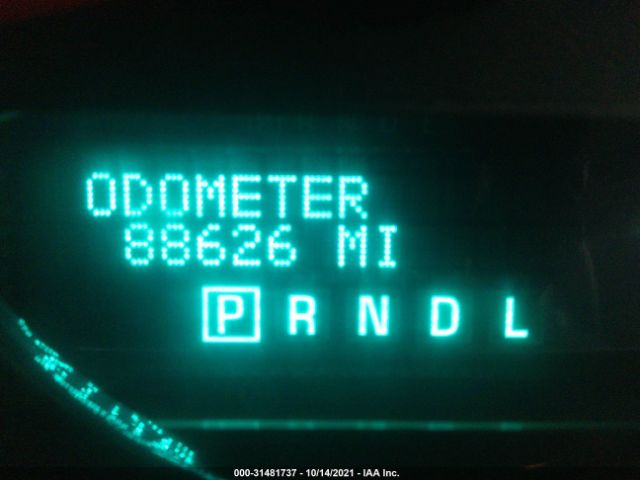 ODOMETER
88626 MI
P R N D L
000-31481737 - 10/14/2021 - IAA Inc.